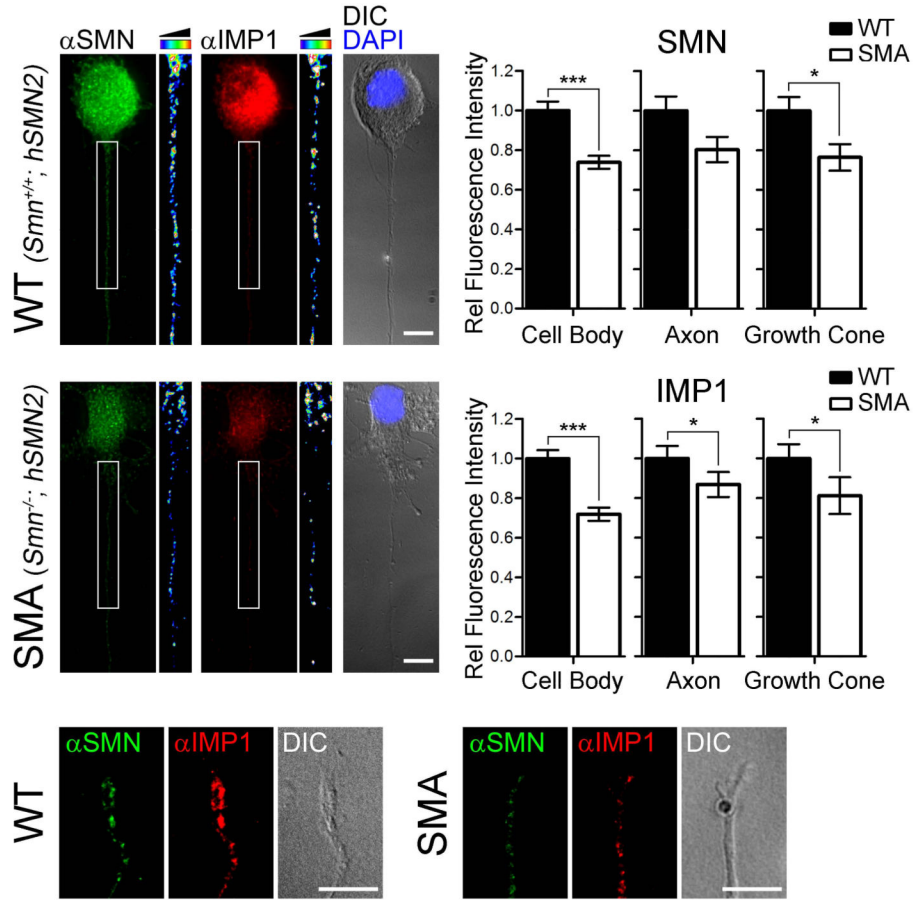 αSMN
αIMP1
DIC
DAPI
WT (Smn+/+; hSMN2)
SMN
WT
SMA
Rel Fluorescence Intensity
1.2
1.0
0.8
0.6
0.4
0.2
0.0
***
*
Cell Body
Axon
Growth Cone
SMA (Smn-/-; hSMN2)
IMP1
WT
SMA
Rel Fluorescence Intensity
1.2
1.0
0.8
0.6
0.4
0.2
0.0
***
*
*
Cell Body
Axon
Growth Cone
WT
αSMN
αIMP1
DIC
SMA
αSMN
αIMP1
DIC